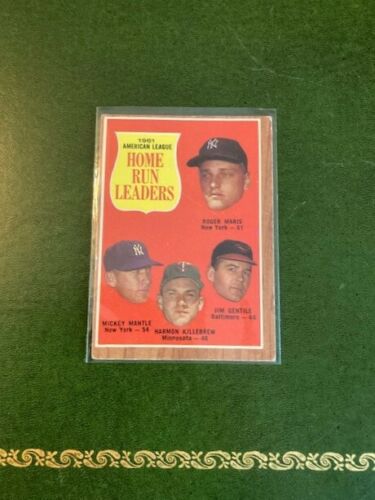 1961
AMERICAN LEAGUE
HOME
RUN
LEADERS
ROGER MARIS
New York — 61
MICKEY MANTLE
New York — 54
HARMON KILLEBREW
Minnesota — 46
JIM GENTILE
Baltimore — 46